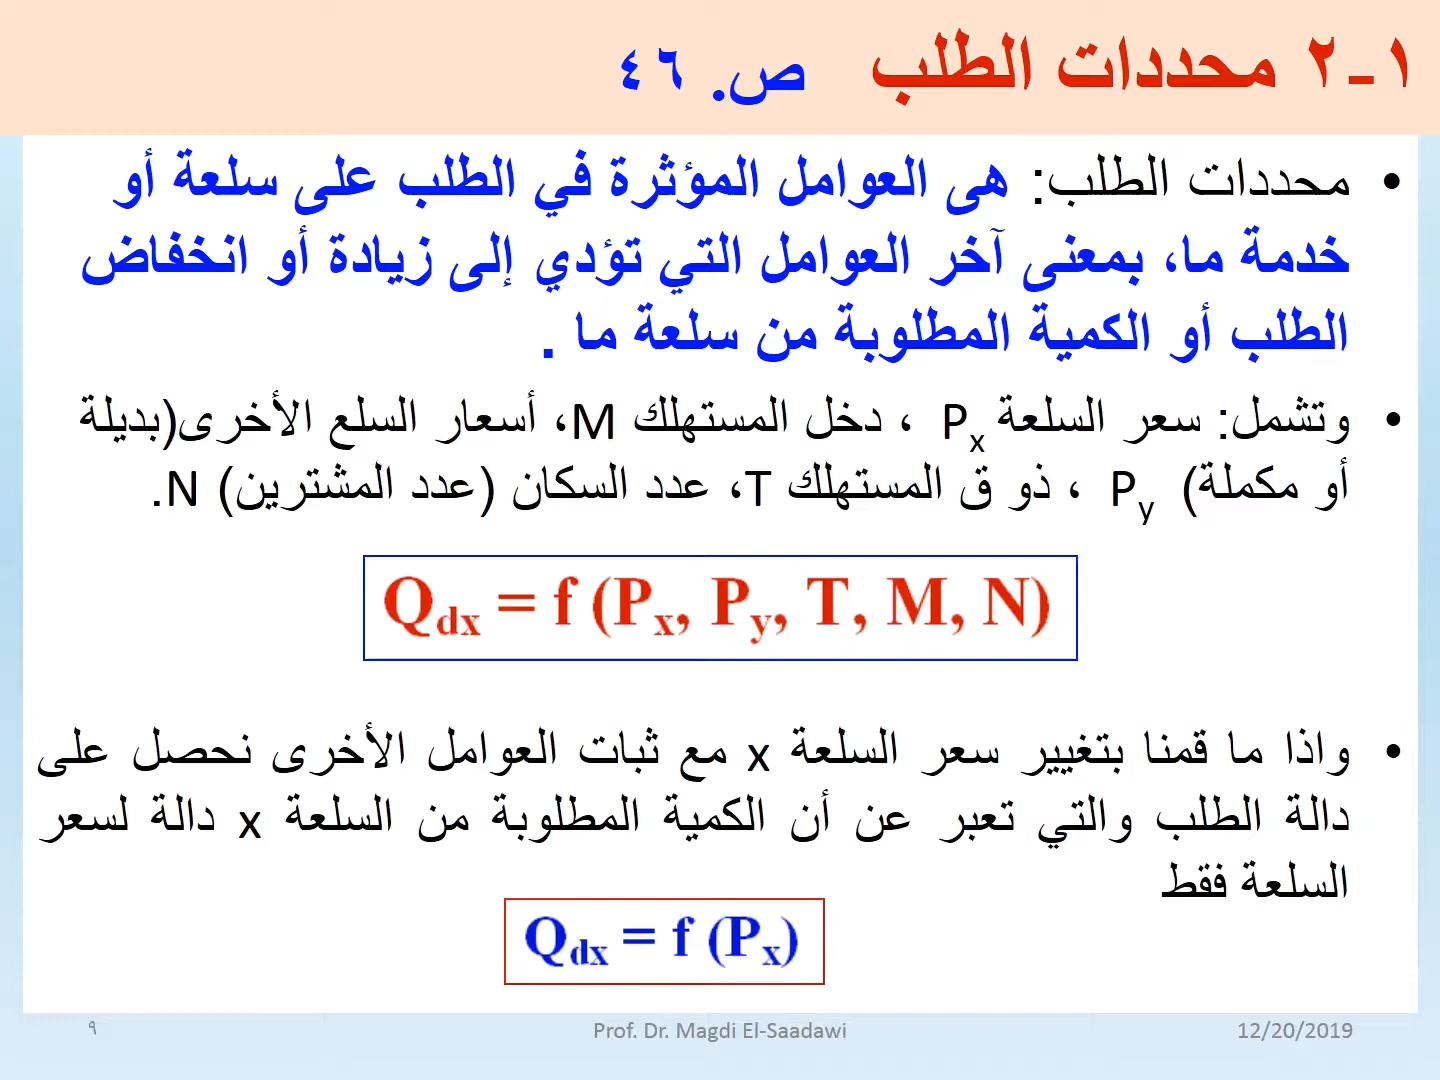 ١-٢ محددات الطلب ص. ٤٦
• محددات الطلب: هى العوامل المؤثرة في الطلب على سلعة أو
خدمة ما، بمعنى آخر العوامل التي تؤدي إلى زيادة أو انخفاض
الطلب أو الكمية المطلوبة من سلعة ما .
• وتشمل: سعر السلعة Px ، دخل المستهلك M، أسعار السلع الأخرى(بديلة
أو مكملة) Py ، ذو ق المستهلك T، عدد السكان (عدد المشترين) N.
Qdx = f (Px, Py, T, M, N)
• واذا ما قمنا بتغيير سعر السلعة x مع ثبات العوامل الأخرى نحصل على
دالة الطلب والتي تعبر عن أن الكمية المطلوبة من السلعة x دالة لسعر
السلعة فقط
Qdx = f (Px)
٩ Prof. Dr. Magdi El-Saadawi 12/20/2019